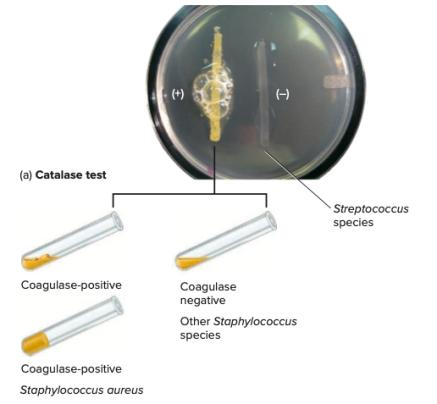 (+)
(–)
(a) Catalase test
Streptococcus
species
Coagulase-positive
Coagulase
negative
Other Staphylococcus
species
Coagulase-positive
Staphylococcus aureus